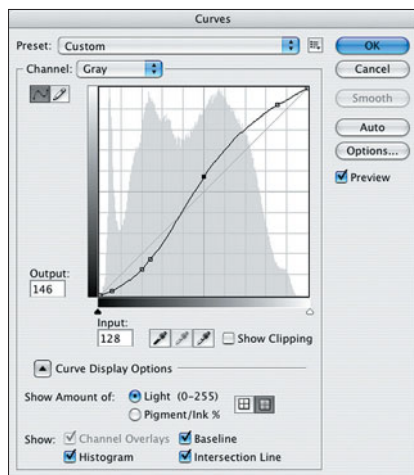 Curves
Preset: Custom
OK
Channel: Gray
Cancel
Smooth
Auto
Options...
Preview
Output:
146
Input:
128
Show Clipping
Curve Display Options
Show Amount of: Light (0-255)
Pigment/Ink %
Show: Channel Overlays Baseline
Histogram Intersection Line